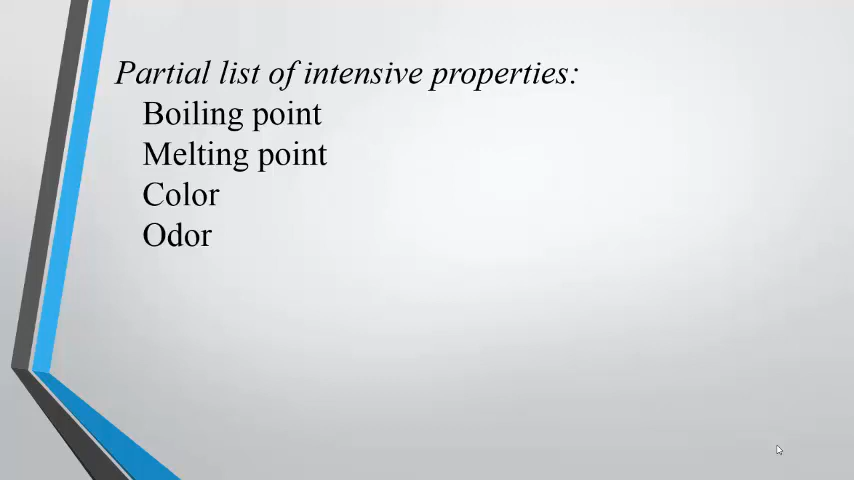 Partial list of intensive properties:
Boiling point
Melting point
Color
Odor